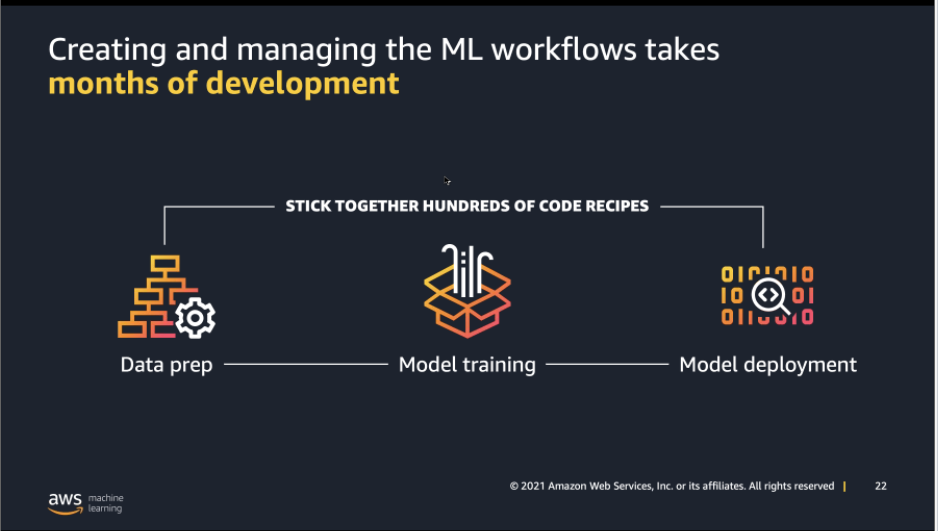 Creating and managing the ML workflows takes
months of development
STICK TOGETHER HUNDREDS OF CODE RECIPES
Data prep
Model training
Model deployment
aws machine
learning
© 2021 Amazon Web Services, Inc. or its affiliates. All rights reserved | 22